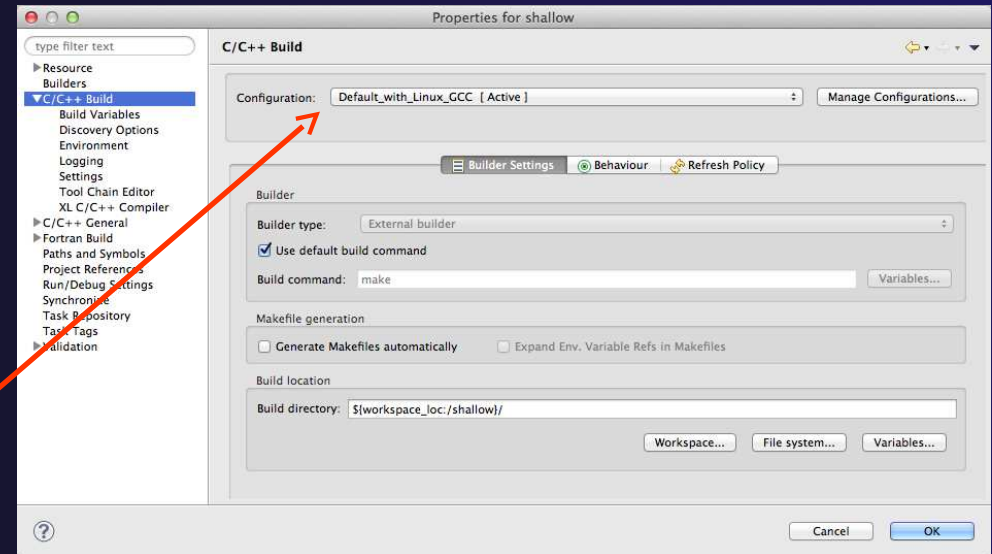 Properties for shallow
type filter text
Resource
Builders
C/C++ Build
Build Variables
Discovery Options
Environment
Logging
Settings
Tool Chain Editor
XL C/C++ Compiler
C/C++ General
Fortran Build
Paths and Symbols
Project References
Run/Debug Settings
Synchronize
Task Repository
Task Tags
Validation
C/C++ Build
Configuration: Default_with_Linux_GCC [ Active ] Manage Configurations...
Builder Settings Behaviour Refresh Policy
Builder
Builder type: External builder
Use default build command
Build command: make Variables...
Makefile generation
Generate Makefiles automatically Expand Env. Variable Refs in Makefiles
Build location
Build directory: ${workspace_loc:/shallow}/
Workspace... File system... Variables...
? Cancel OK